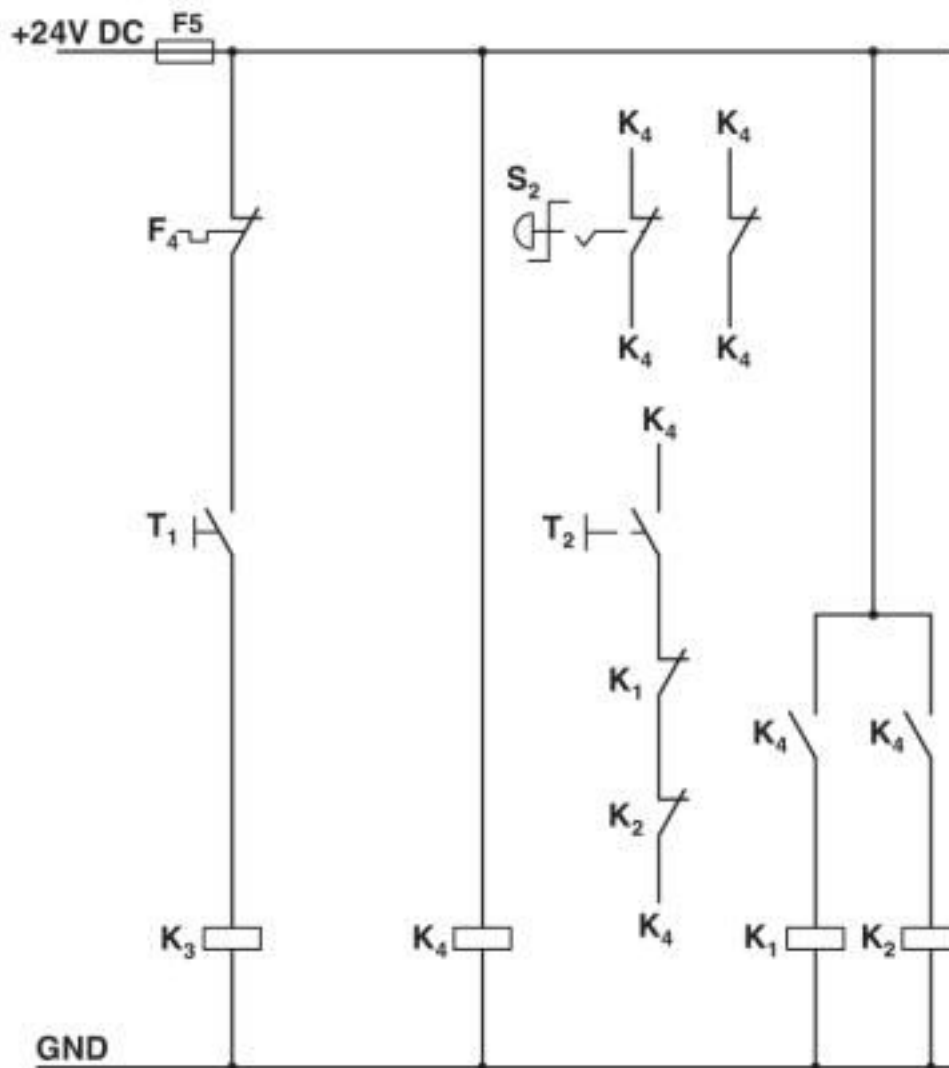 +24V DC F5
K₄ K₄
S₂
F₄
K₄ K₄
K₄
T₁ T₂
K₁
K₄ K₄
K₂
K₃ K₄ K₄ K₁ K₂
GND